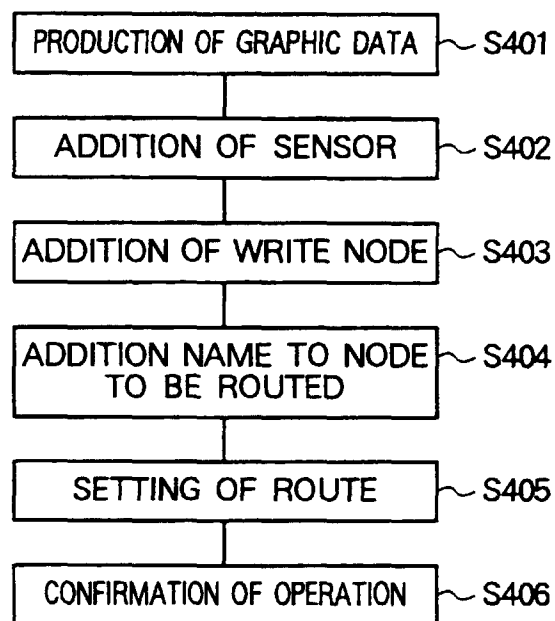 PRODUCTION OF GRAPHIC DATA S401
ADDITION OF SENSOR S402
ADDITION OF WRITE NODE S403
ADDITION NAME TO NODE S404
TO BE ROUTED
SETTING OF ROUTE S405
CONFIRMATION OF OPERATION S406